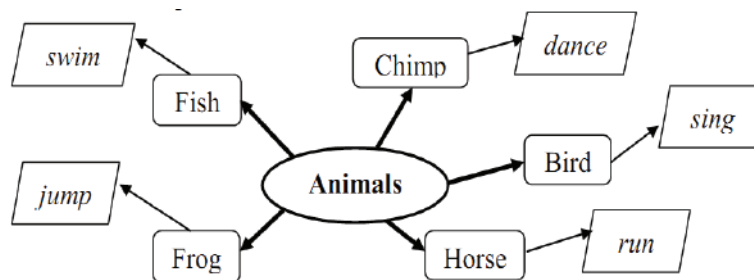 swim
Fish
Chimp
dance
sing
Bird
Animals
jump
Frog
Horse
run